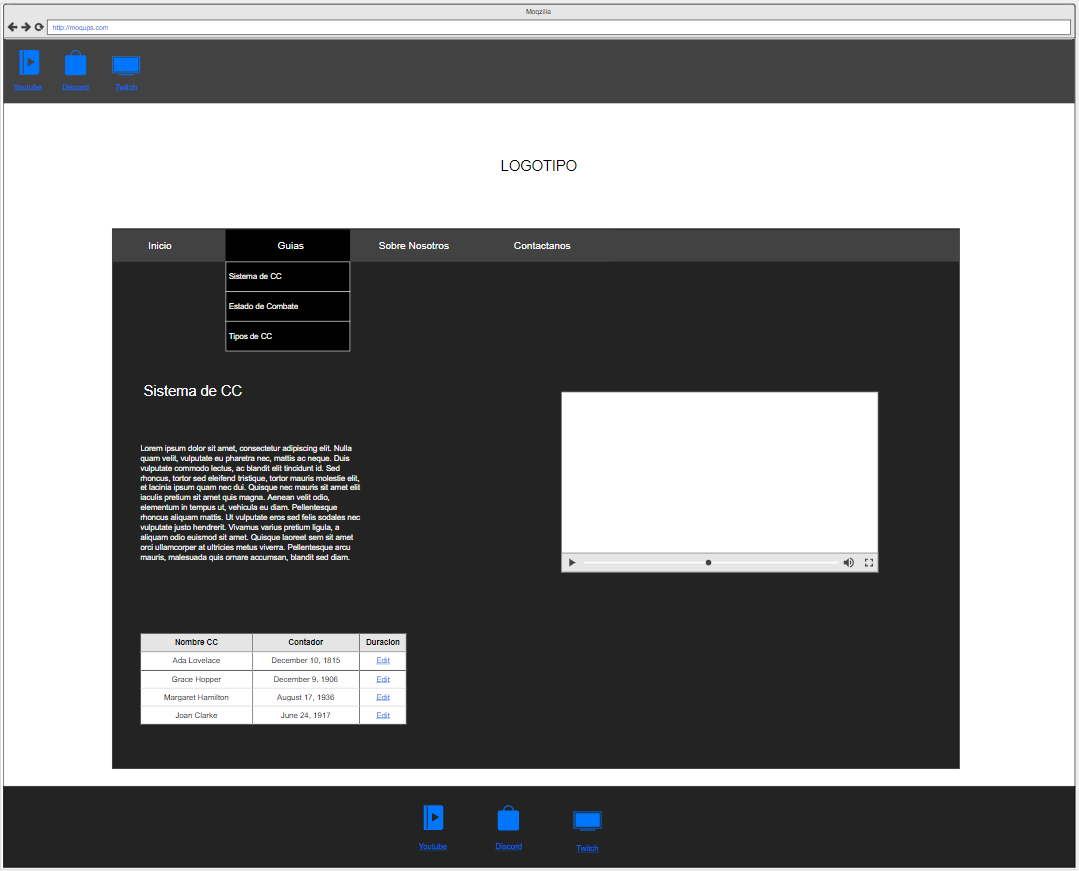 Moqzilla
http://moqups.com
Youtube Discord Twitch
LOGOTIPO
Inicio Guias Sobre Nosotros Contactanos
Sistema de CC
Estado de Combate
Tipos de CC
Sistema de CC
Lorem ipsum dolor sit amet, consectetur adipiscing elit. Nulla
quam velit, vulputate eu pharetra nec, mattis ac neque. Duis
vulputate commodo lectus, ac blandit elit tincidunt id. Sed
rhoncus, tortor sed eleifend tristique, tortor mauris molestie elit,
et lacinia ipsum quam nec dui. Quisque nec mauris sit amet elit
iaculis pretium sit amet quis magna. Aenean velit odio,
elementum in tempus ut, vehicula eu diam. Pellentesque
rhoncus aliquam mattis. Ut vulputate eros sed felis sodales nec
vulputate justo hendrerit. Vivamus varius pretium ligula, a
aliquam odio euismod sit amet. Quisque laoreet sem sit amet
orci ullamcorper at ultricies metus viverra. Pellentesque arcu
mauris, malesuada quis ornare accumsan, blandit sed diam.
Nombre CC Contador Duracion
Ada Lovelace December 10, 1815 Edit
Grace Hopper December 9, 1906 Edit
Margaret Hamilton August 17, 1936 Edit
Joan Clarke June 24, 1917 Edit
Youtube Discord Twitch